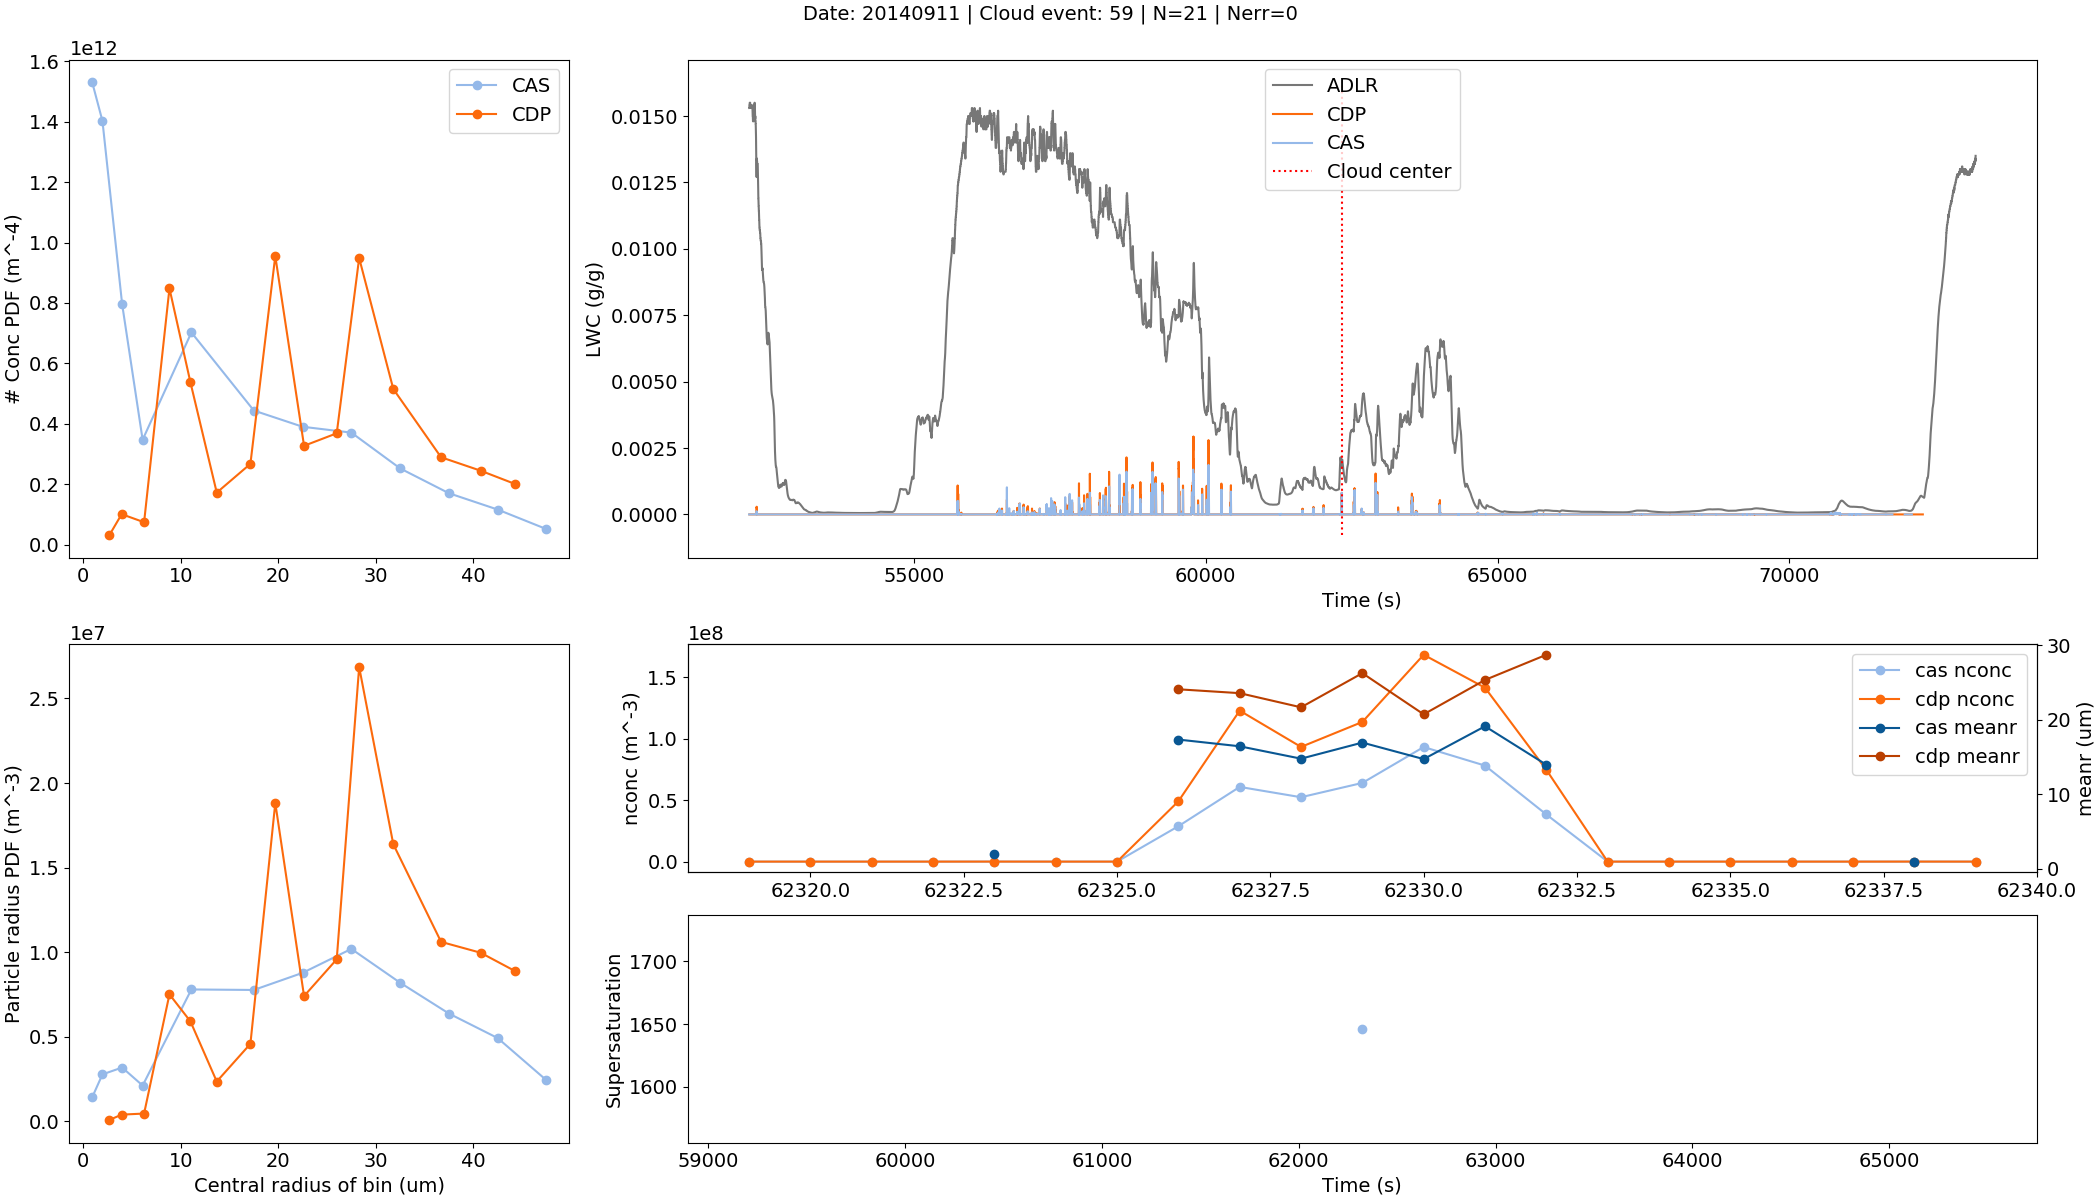 Date: 20140911 | Cloud event: 59 | N=21 | Nerr=0
1e12
# Conc PDF (m^-4)
1.6
1.4
1.2
1.0
0.8
0.6
0.4
0.2
0.0
0 10 20 30 40
CAS
CDP
LWC (g/g)
0.0150
0.0125
0.0100
0.0075
0.0050
0.0025
0.0000
55000 60000 65000 70000
Time (s)
ADLR
CDP
CAS
Cloud center
1e7
Particle radius PDF (m^-3)
2.5
2.0
1.5
1.0
0.5
0.0
0 10 20 30 40
Central radius of bin (um)
1e8
nconc (m^-3)
1.5
1.0
0.5
0.0
62320.0 62322.5 62325.0 62327.5 62330.0 62332.5 62335.0 62337.5 62340.0
30
20
10
0
meanr (um)
cas nconc
cdp nconc
cas meanr
cdp meanr
Supersaturation
1700
1650
1600
59000 60000 61000 62000 63000 64000 65000
Time (s)